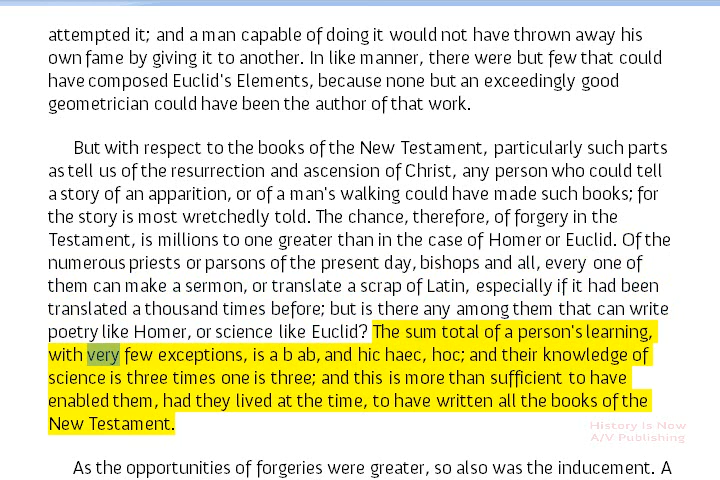 attempted it; and a man capable of doing it would not have thrown away his
own fame by giving it to another. In like manner, there were but few that could
have composed Euclid's Elements, because none but an exceedingly good
geometrician could have been the author of that work.
But with respect to the books of the New Testament, particularly such parts
as tell us of the resurrection and ascension of Christ, any person who could tell
a story of an apparition, or of a man's walking could have made such books; for
the story is most wretchedly told. The chance, therefore, of forgery in the
Testament, is millions to one greater than in the case of Homer or Euclid. Of the
numerous priests or parsons of the present day, bishops and all, every one of
them can make a sermon, or translate a scrap of Latin, especially if it had been
translated a thousand times before; but is there any among them that can write
poetry like Homer, or science like Euclid? The sum total of a person's learning,
with very few exceptions, is a b ab, and hic haec, hoc; and their knowledge of
science is three times one is three; and this is more than sufficient to have
enabled them, had they lived at the time, to have written all the books of the
New Testament.
History Is Now
A/V Publishing
As the opportunities of forgeries were greater, so also was the inducement. A